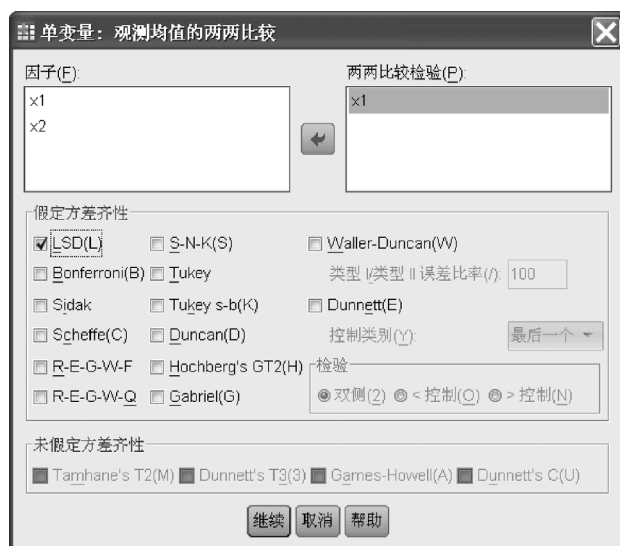 单变量：观测均值的两两比较
因子(F):
两两比较检验(P):
x1
x2
x1
假定方差齐性
LSD(L) S-N-K(S) Waller-Duncan(W)
Bonferroni(B) Tukey 类型 I/类型 II 误差比率(/): 100
Sidak Tukey s-b(K) Dunnett(E)
Scheffe(C) Duncan(D) 控制类别(Y): 最后一个
R-E-G-W-F Hochberg's GT2(H) 检验
R-E-G-W-Q Gabriel(G) 双侧(2) < 控制(O) > 控制(N)
未假定方差齐性
Tamhane's T2(M) Dunnett's T3(3) Games-Howell(A) Dunnett's C(U)
继续 取消 帮助